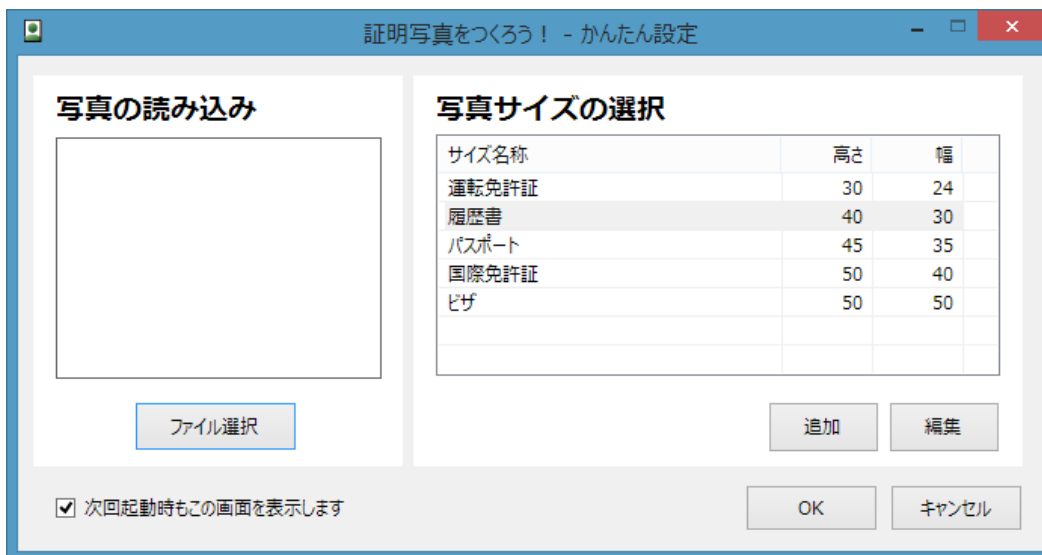 証明写真をつくろう！ - かんたん設定
写真の読み込み
ファイル選択
写真サイズの選択
サイズ名称 高さ 幅
運転免許証 30 24
履歴書 40 30
パスポート 45 35
国際免許証 50 40
ビザ 50 50
追加 編集
次回起動時もこの画面を表示します
OK キャンセル